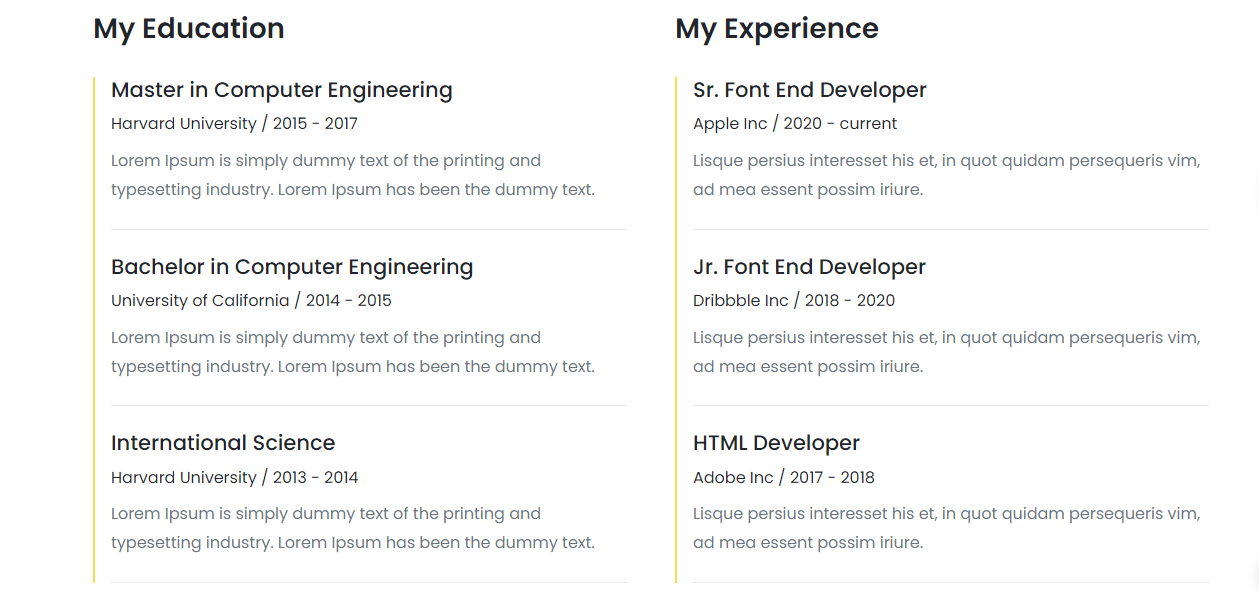 My Education
Master in Computer Engineering
Harvard University / 2015 - 2017
Lorem Ipsum is simply dummy text of the printing and
typesetting industry. Lorem Ipsum has been the dummy text.
Bachelor in Computer Engineering
University of California / 2014 - 2015
Lorem Ipsum is simply dummy text of the printing and
typesetting industry. Lorem Ipsum has been the dummy text.
International Science
Harvard University / 2013 - 2014
Lorem Ipsum is simply dummy text of the printing and
typesetting industry. Lorem Ipsum has been the dummy text.
My Experience
Sr. Font End Developer
Apple Inc / 2020 - current
Lisque persius interesset his et, in quot quidam persequeris vim,
ad mea essent possim iriure.
Jr. Font End Developer
Dribbble Inc / 2018 - 2020
Lisque persius interesset his et, in quot quidam persequeris vim,
ad mea essent possim iriure.
HTML Developer
Adobe Inc / 2017 - 2018
Lisque persius interesset his et, in quot quidam persequeris vim,
ad mea essent possim iriure.